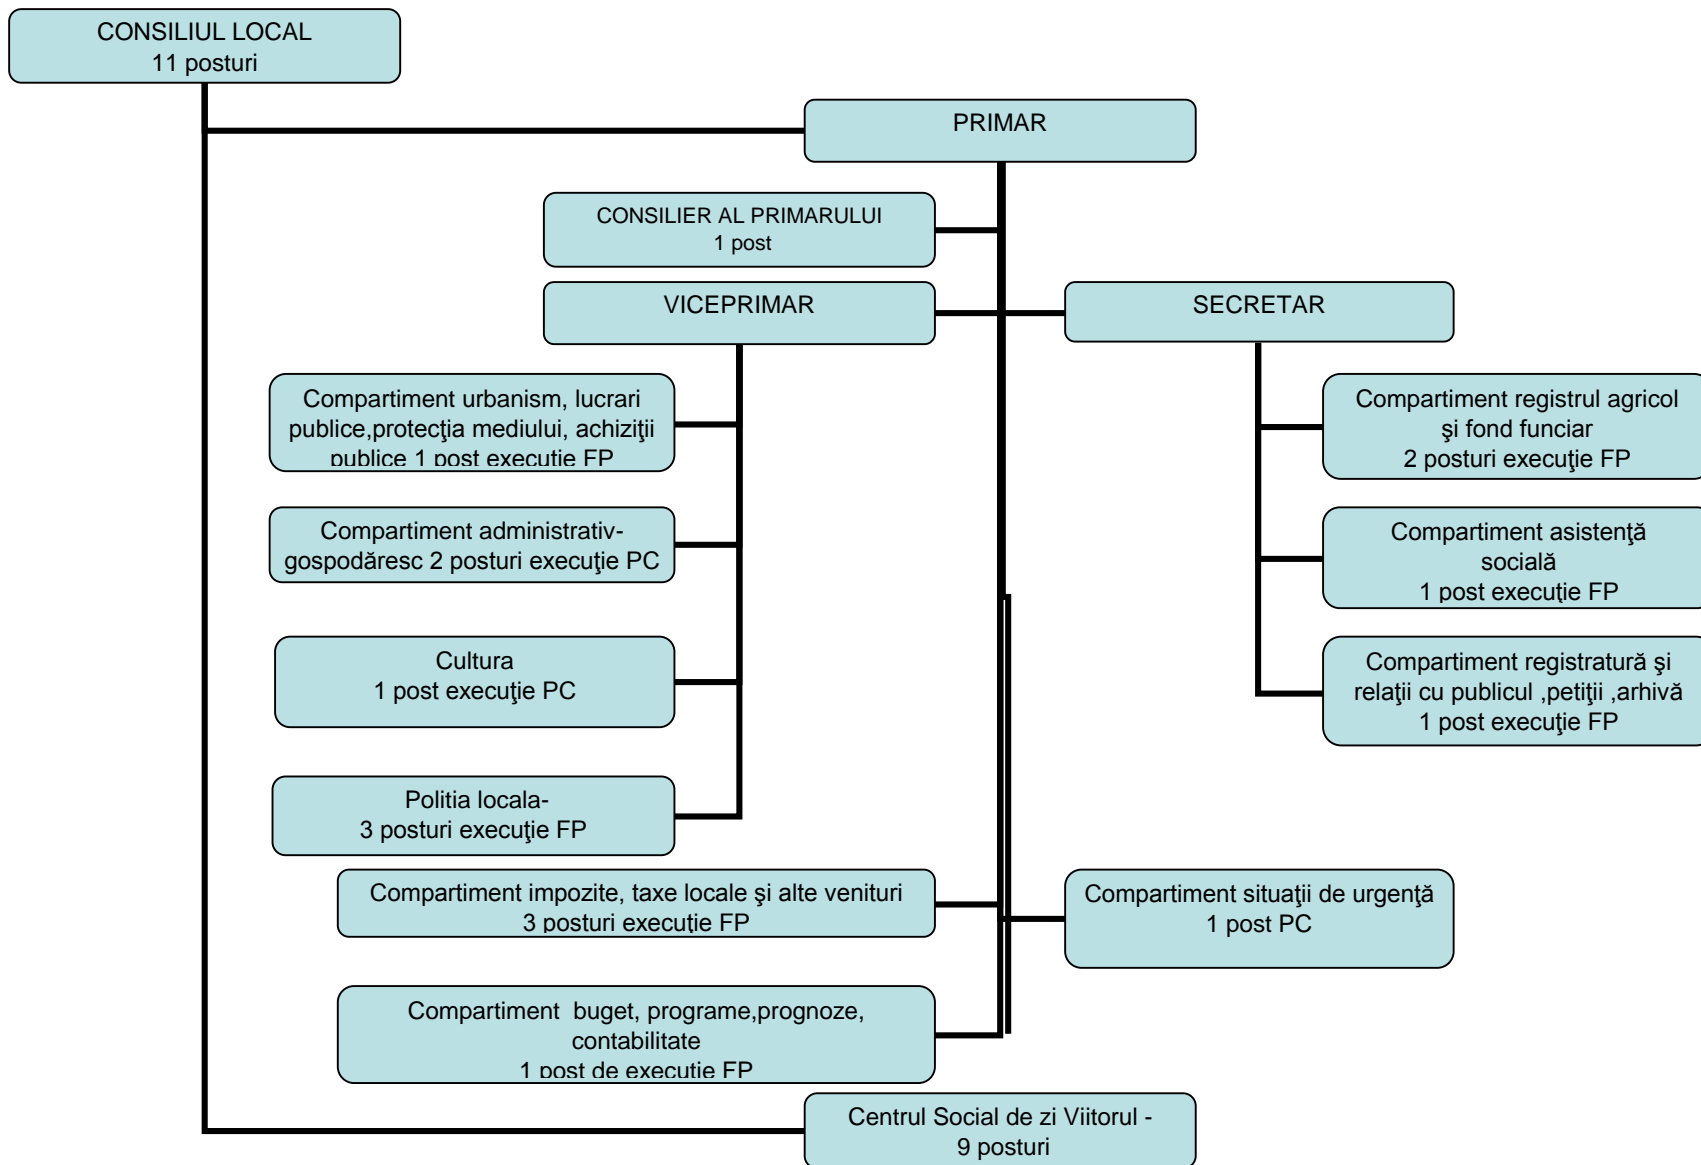 CONSILIUL LOCAL
11 posturi
PRIMAR
CONSILIER AL PRIMARULUI
1 post
VICEPRIMAR
SECRETAR
Compartiment urbanism, lucrari
publice,protecţia mediului, achiziţii
publice 1 post execuţie FP
Compartiment registrul agricol
şi fond funciar
2 posturi execuţie FP
Compartiment administrativ-
gospodăresc 2 posturi execuţie PC
Compartiment asistenţă
socială
1 post execuţie FP
Cultura
1 post execuţie PC
Compartiment registratură şi
relaţii cu publicul ,petiţii ,arhivă
1 post execuţie FP
Politia locala-
3 posturi execuţie FP
Compartiment impozite, taxe locale şi alte venituri
3 posturi execuţie FP
Compartiment situaţii de urgenţă
1 post PC
Compartiment  buget, programe,prognoze,
contabilitate
1 post de execuţie FP
Centrul Social de zi Viitorul -
9 posturi